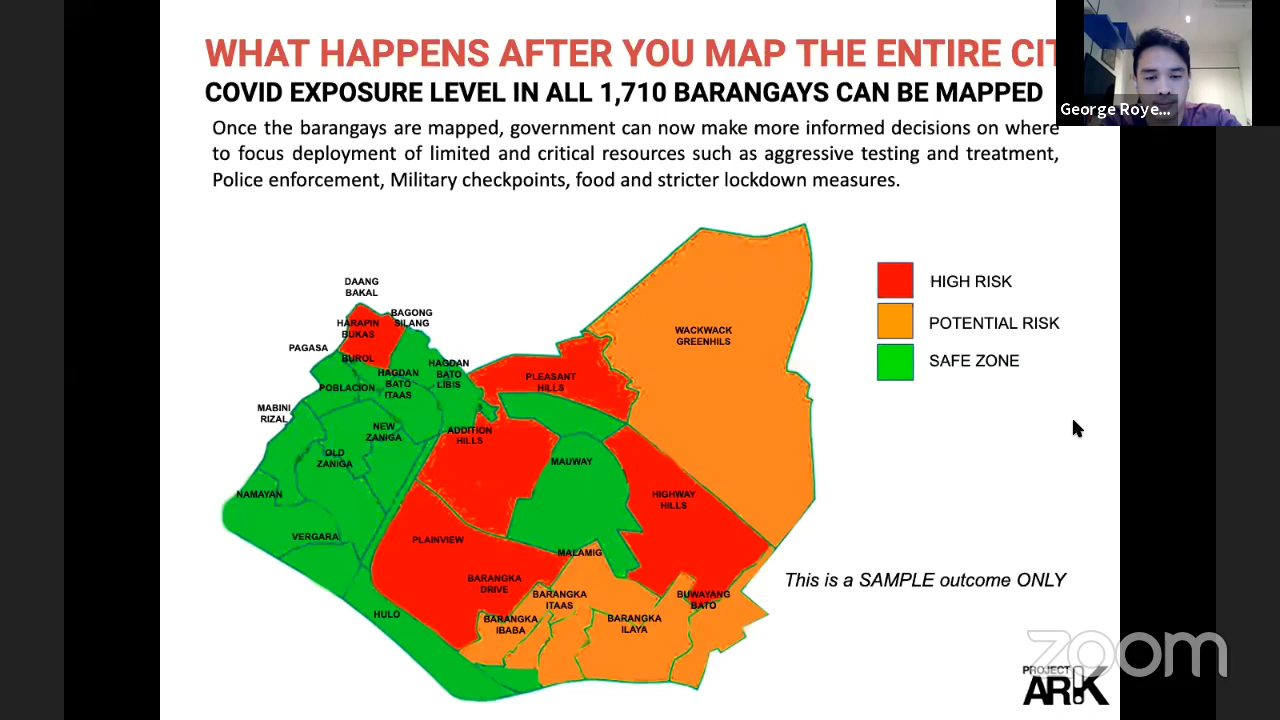 WHAT HAPPENS AFTER YOU MAP THE ENTIRE CIT
COVID EXPOSURE LEVEL IN ALL 1,710 BARANGAYS CAN BE MAPPED
George Roye...
Once the barangays are mapped, government can now make more informed decisions on where
to focus deployment of limited and critical resources such as aggressive testing and treatment,
Police enforcement, Military checkpoints, food and stricter lockdown measures.
DAANG
BAKAL
HARAPIN
BUKAS
BAGONG
SILANG
PAGASA
BUROL
POBLACION
HAGDAN
BATO
ITAAS
HAGDAN
BATO
LIBIS
MABINI
RIZAL
NEW
ZANIGA
OLD
ZANIGA
NAMAYAN
VERGARA
HULO
ADDITION
HILLS
PLEASANT
HILLS
WACKWACK
GREENHILS
MAUWAY
HIGHWAY
HILLS
PLAINVIEW
MALAMIG
BARANGKA
DRIVE
BARANGKA
ITAAS
BARANGKA
IBABA
BARANGKA
ILAYA
BUWAYANG
BATO
HIGH RISK
POTENTIAL RISK
SAFE ZONE
This is a SAMPLE outcome ONLY
zoom
PROJECT
ARK